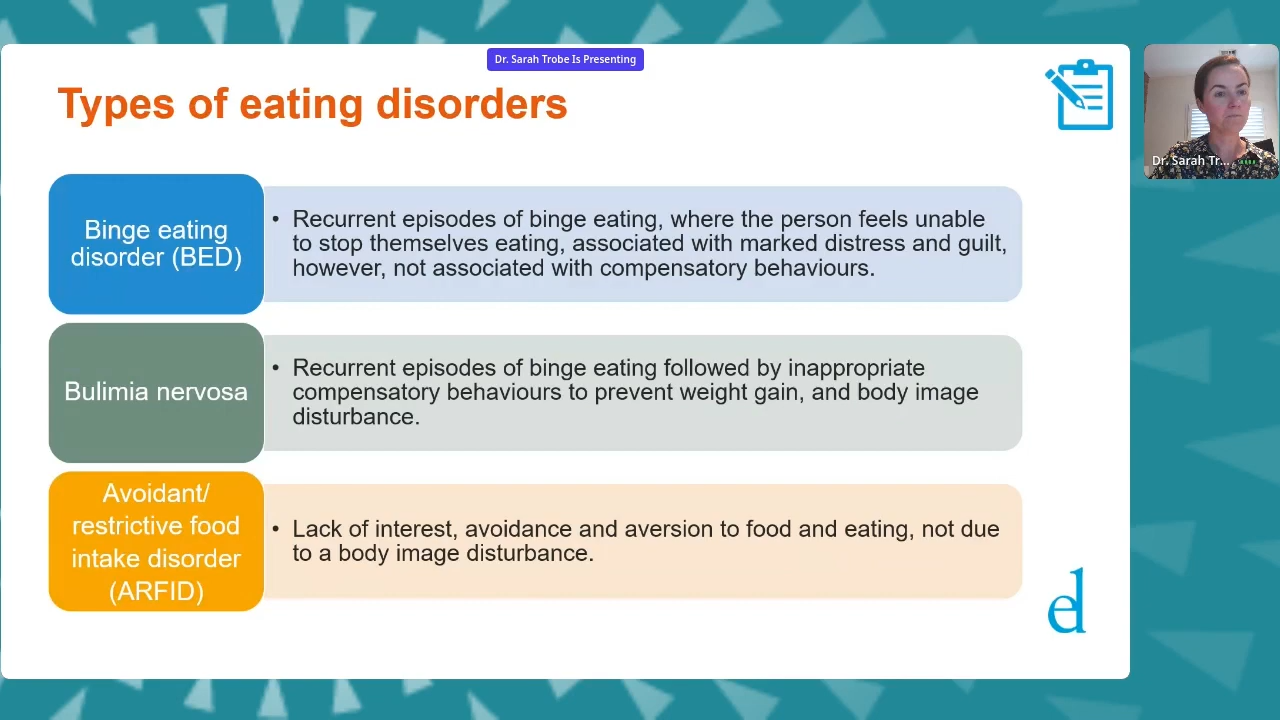 Dr. Sarah Trobe Is Presenting
Types of eating disorders
Binge eating
disorder (BED)
• Recurrent episodes of binge eating, where the person feels unable
to stop themselves eating, associated with marked distress and guilt,
however, not associated with compensatory behaviours.
Bulimia nervosa
• Recurrent episodes of binge eating followed by inappropriate
compensatory behaviours to prevent weight gain, and body image
disturbance.
Avoidant/
restrictive food
intake disorder
(ARFID)
• Lack of interest, avoidance and aversion to food and eating, not due
to a body image disturbance.
ed
Dr. Sarah Tr...